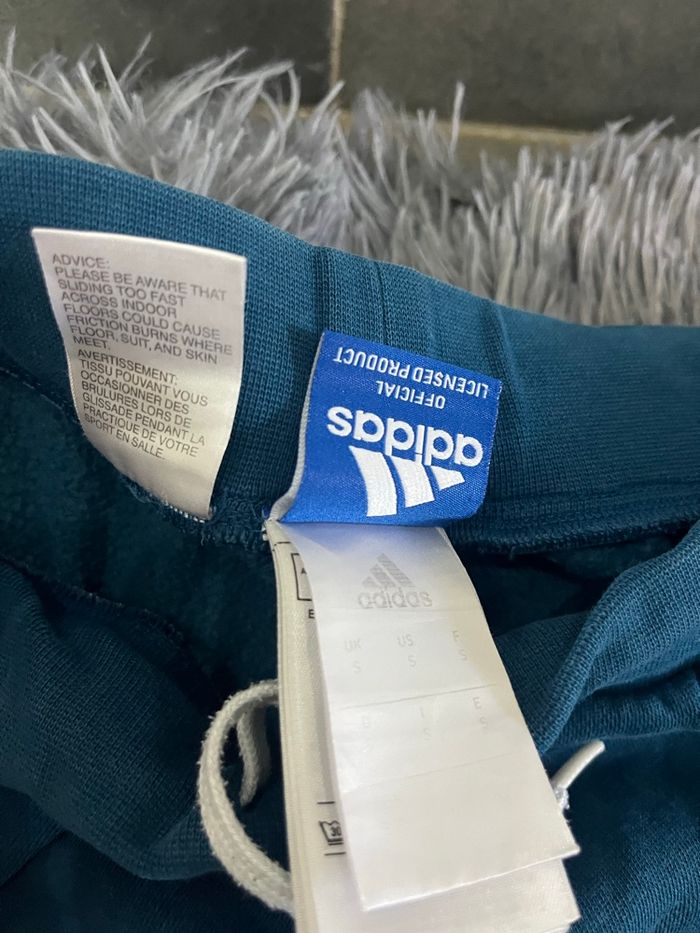 ADVICE:
PLEASE BE AWARE THAT
SLIDING TOO FAST
ACROSS INDOOR
FLOORS COULD CAUSE
FRICTION BURNS WHERE
FLOOR, SUIT, AND SKIN
MEET.
AVERTISSEMENT:
TISSU POUVANT VOUS
OCCASIONNER DES
BRULURES LORS DE
GLISSADE PENDANT LA
PRACTIQUE DE VOTRE
SPORT EN SALLE.
adidas
OFFICIAL
LICENSED PRODUCT
adidas
UK US F
S S S
D I E
S S